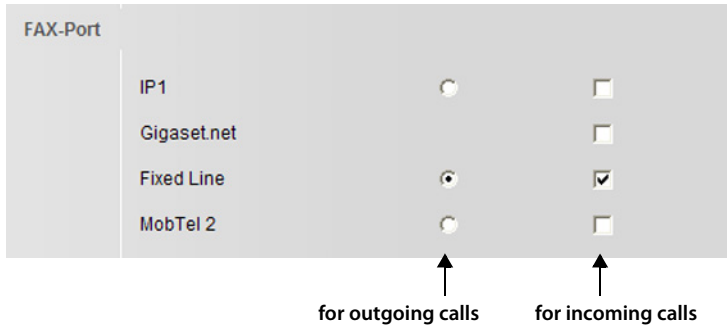 FAX-Port
IP1
Gigaset.net
Fixed Line
MobTel 2
for outgoing calls for incoming calls